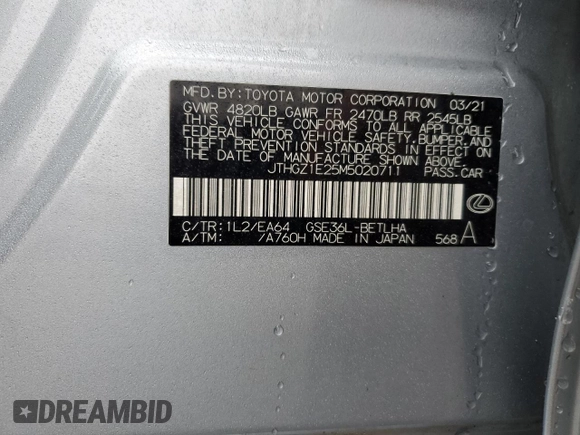 MFD. BY: TOYOTA MOTOR CORPORATION 03/21
GVWR 4820LB GAWR FR 2470LB RR 2545LB
THIS VEHICLE CONFORMS TO ALL APPLICABLE
FEDERAL MOTOR VEHICLE SAFETY, BUMPER, AND
THEFT PREVENTION STANDARDS IN EFFECT ON
THE DATE OF MANUFACTURE SHOWN ABOVE.
JTHGZ1E25M5020711 PASS. CAR
C/TR: 1L2/EA64 GSE36L-BETLHA
A/TM: /A760H MADE IN JAPAN 568 A
DREAMBID